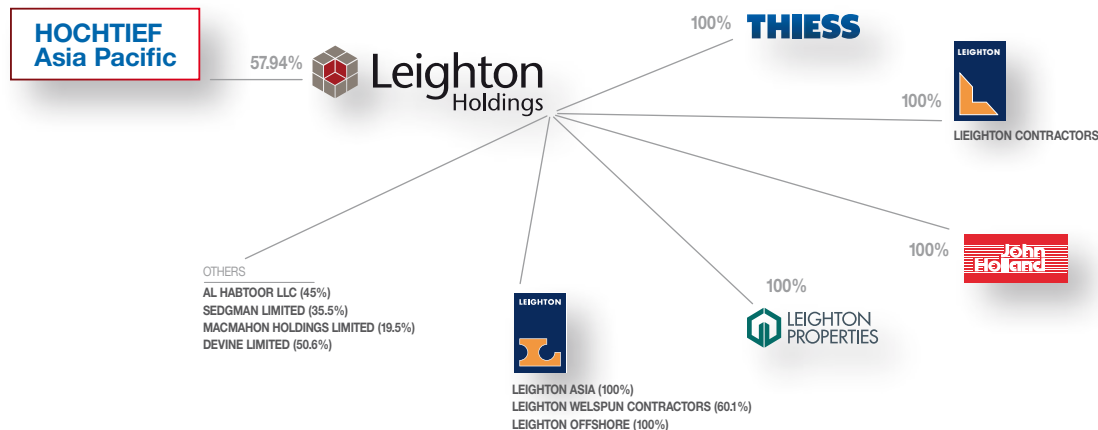 HOCHTIEF
Asia Pacific
57.94%
Leighton
Holdings
100%
THIESS
100%
LEIGHTON
LIEIGHTON CONTRACTORS
100%
John
Holland
100%
LEIGHTON
PROPERTIES
LEIGHTON
LEIGHTON ASIA (100%)
LEIGHTON WELSPUN CONTRACTORS (60.1%)
LEIGHTON OFFSHORE (100%)
OTHERS
AL HABTOOR LLC (45%)
SEDGMAN LIMITED (35.5%)
MACMAHON HOLDINGS LIMITED (19.5%)
DEVINE LIMITED (50.6%)